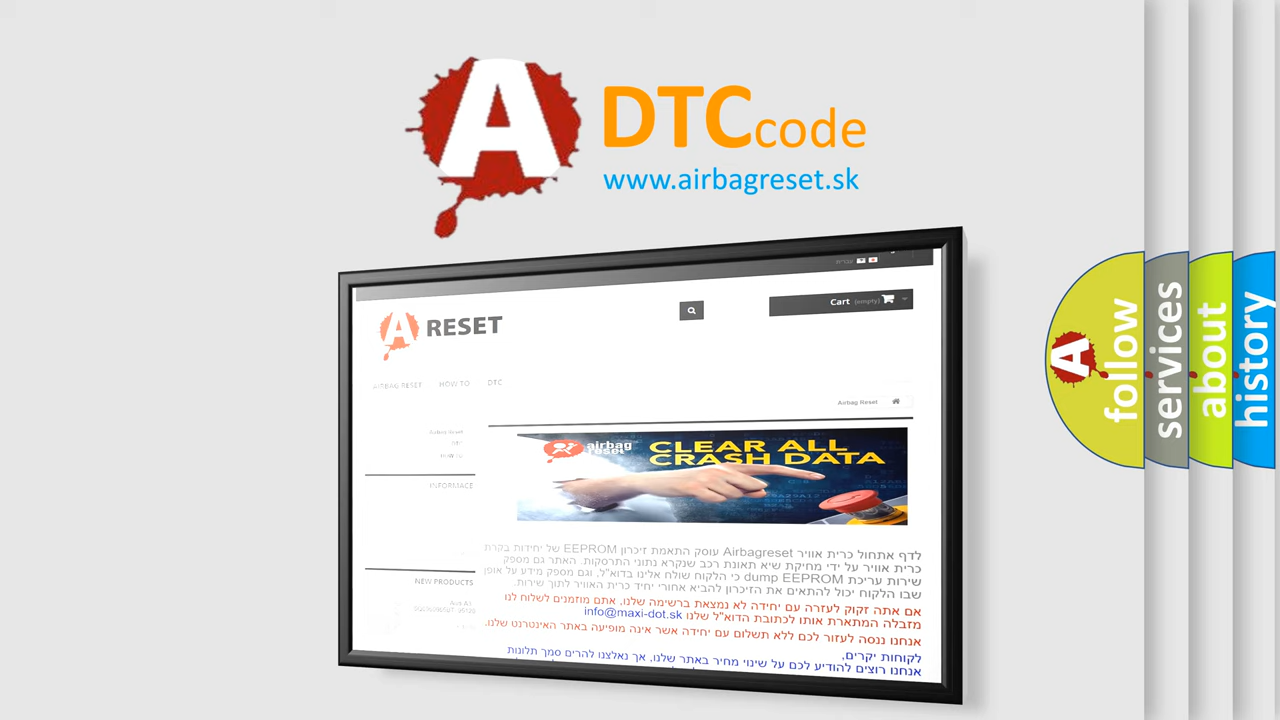 A
DTC code
www.airbagreset.sk
עברית
Cart (empty)
A RESET
AIRBAG RESET
HOW TO
DTC
Airbag Reset
Airbag Reset
HOW TO
INFORMACE
NEW PRODUCTS
airbag
reset
CLEAR ALL
CRASH DATA
לדף אתחול כרית אוויר Airbagreset עוסק התאמת זיכרון EEPROM של יחידות בקרת
כרית אוויר על ידי מחיקת שיא תאונת רכב שנקרא נתוני התרסקות. האתר גם מספק
שירות עריכת dump EEPROM כי הלקוח שולח אלינו בדוא"ל, וגם מספק מידע על אופן
שבו הלקוח יכול להתאים את הזיכרון להביא אחורי יחיד כרית האוויר לתוך שירות.
אם אתה זקוק לעזרה עם יחידה לא נמצאת ברשימה שלנו, אתם מוזמנים לשלוח לנו
מזבלה המתארת אותו לכתובת הדוא"ל שלנו info@maxi-dot.sk
אנחנו ננסה לעזור לכם ללא תשלום עם יחידה אשר אינה מופיעה באתר האינטרנט שלנו.
לקוחות יקרים,
אנחנו רוצים להודיע לכם על שינוי מחיר באתר שלנו, אך נאלצנו להרים סמך תלונות
A
follow
services
about
history